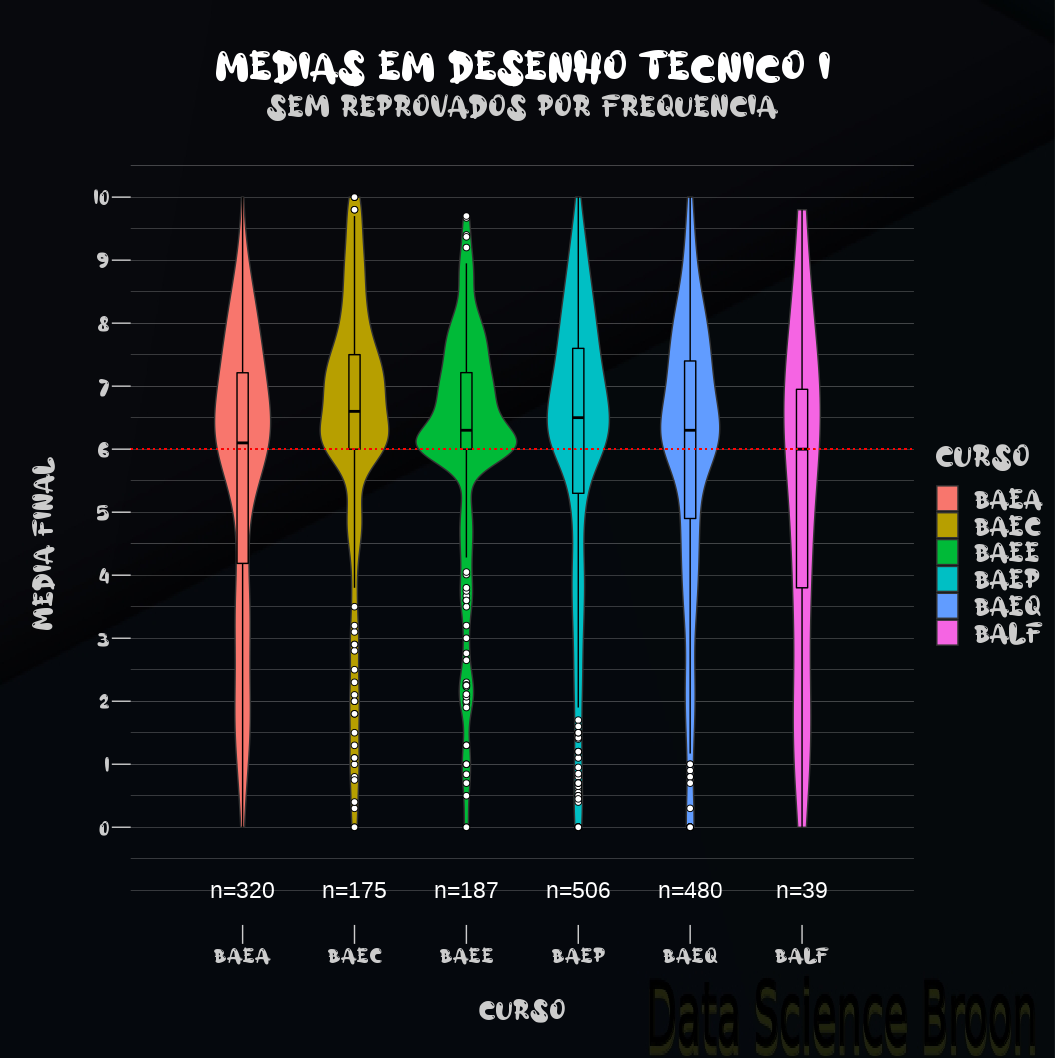 MEDIAS EM DESENHO TECNICO I
SEM REPROVADOS POR FREQUENCIA
10
9
8
7
6
5
4
3
2
1
0
MEDIA FINAL
n=320 n=175 n=187 n=506 n=480 n=39
BAEA BAEC BAEE BAEP BAEQ BALF
CURSO
CURSO
BAEA
BAEC
BAEE
BAEP
BAEQ
BALF
Data Science Broon